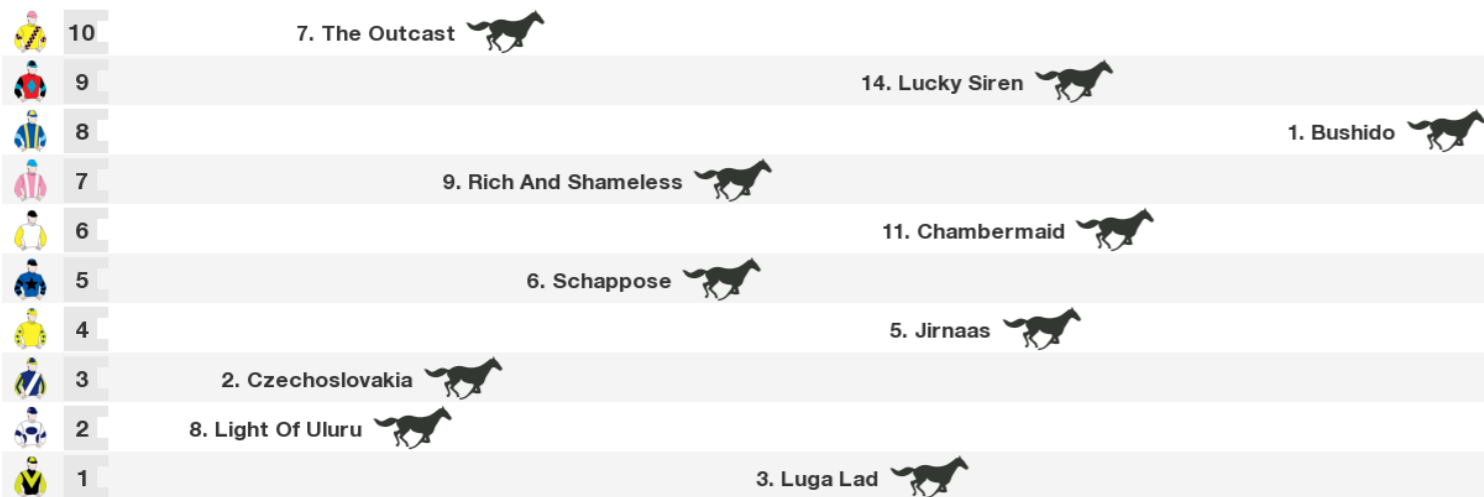 10 7. The Outcast
9 14. Lucky Siren
8 1. Bushido
7 9. Rich And Shameless
6 11. Chambermaid
5 6. Schappose
4 5. Jirnaas
3 2. Czechoslovakia
2 8. Light Of Uluru
1 3. Luga Lad